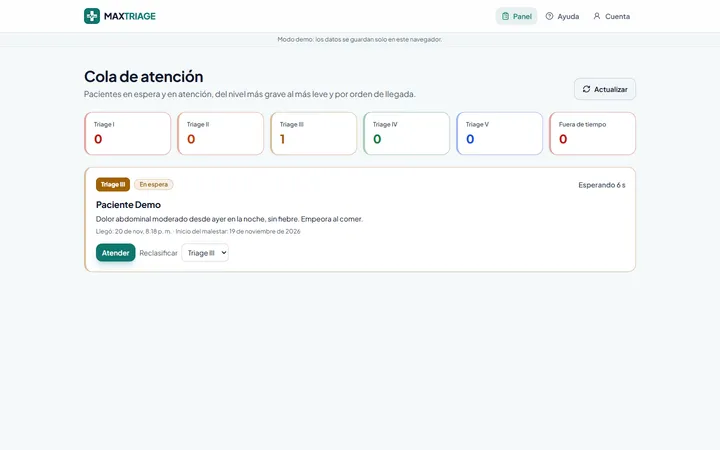 MAXTRIAGE
Panel
Ayuda
Cuenta
Modo demo: los datos se guardan solo en este navegador.
Cola de atención
Pacientes en espera y en atención, del nivel más grave al más leve y por orden de llegada.
Actualizar
Triage I
0
Triage II
0
Triage III
1
Triage IV
0
Triage V
0
Fuera de tiempo
0
Triage III
En espera
Esperando 6 s
Paciente Demo
Dolor abdominal moderado desde ayer en la noche, sin fiebre. Empeora al comer.
Llegó: 20 de nov, 8:18 p. m. · Inicio del malestar: 19 de noviembre de 2026
Atender
Reclasificar
Triage III